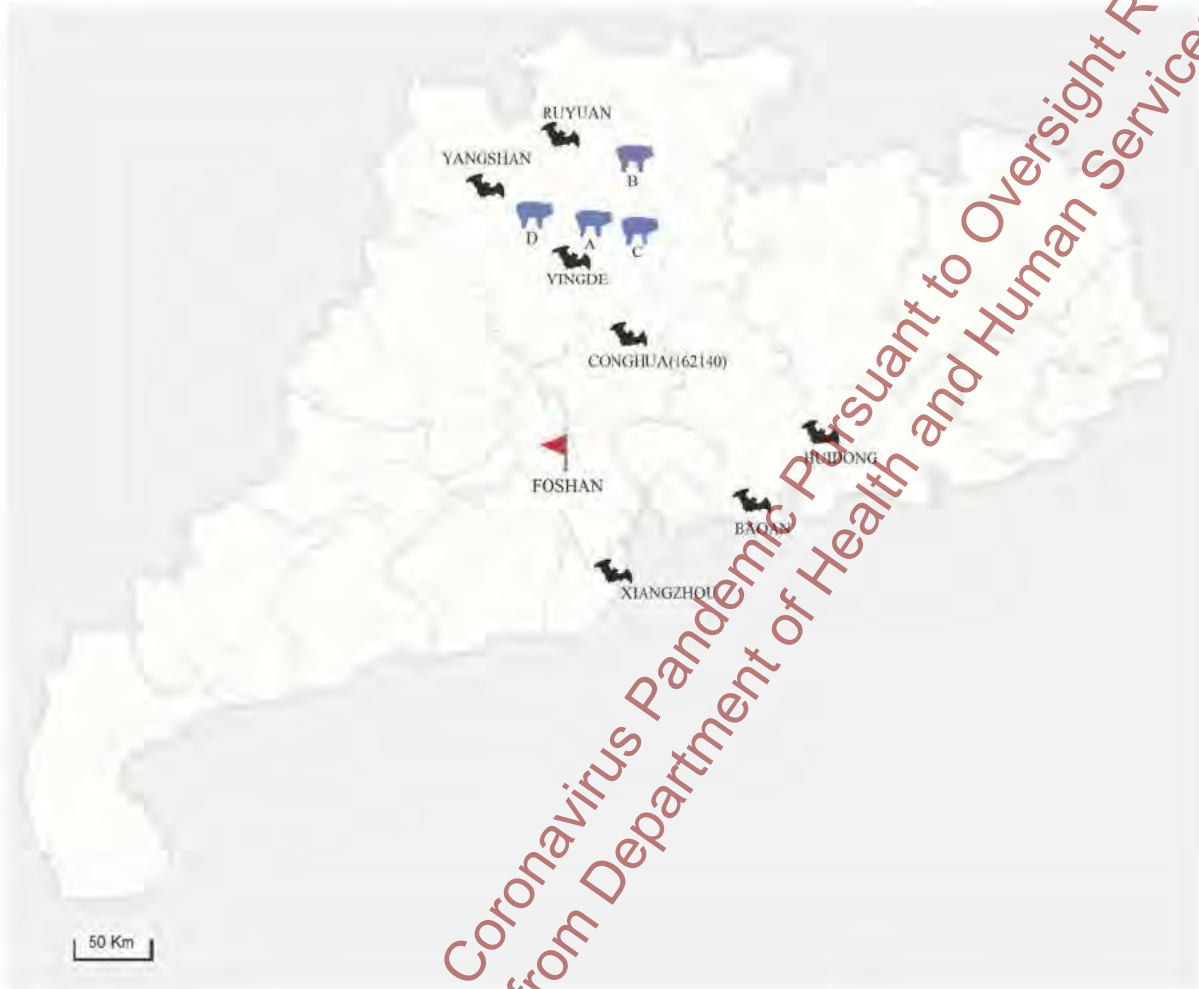 RUYUAN
YANGSHAN
B
D
A
C
YINGDE
CONGHUA(162140)
HUIDONG
FOSHAN
BAOAN
XIANGZHOU
50 Km
Coronavirus Pandemic Pursuant to Oversight R
from Department of Health and Human Service